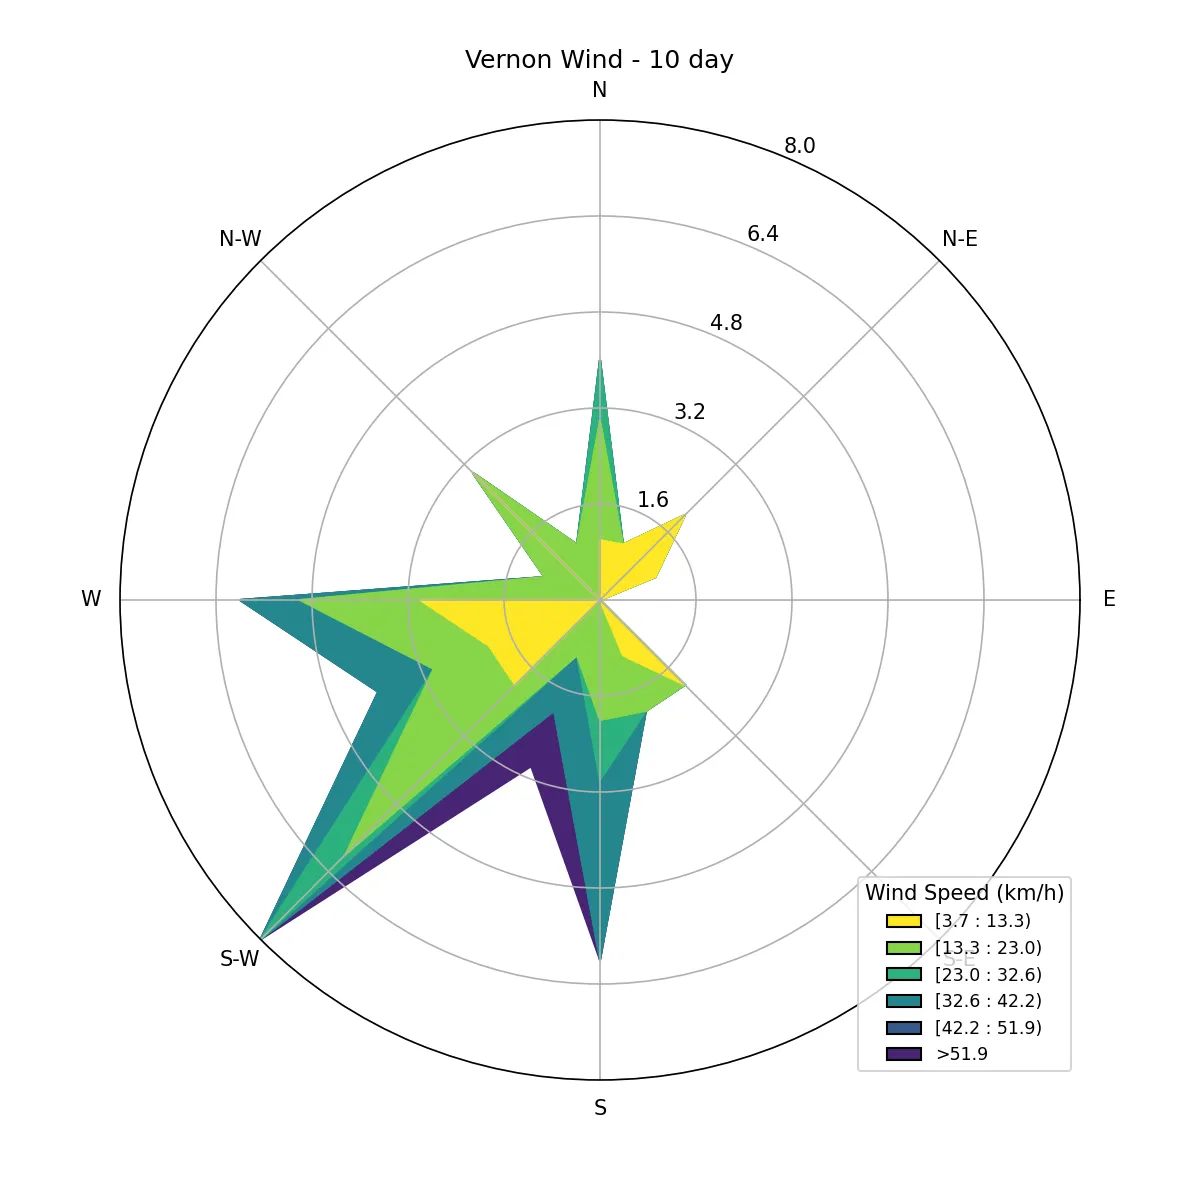 Vernon Wind - 10 day
N
8.0
N-W
N-E
6.4
4.8
3.2
1.6
W
E
S-W
S-E
S
Wind Speed (km/h)
[3.7 : 13.3)
[13.3 : 23.0)
[23.0 : 32.6)
[32.6 : 42.2)
[42.2 : 51.9)
>51.9